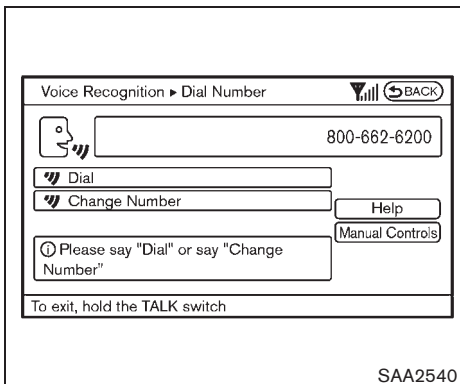 Voice Recognition ▸ Dial Number
BACK
800-662-6200
Dial
Change Number
Help
Manual Controls
Please say "Dial" or say "Change
Number"
To exit, hold the TALK switch
SAA2540